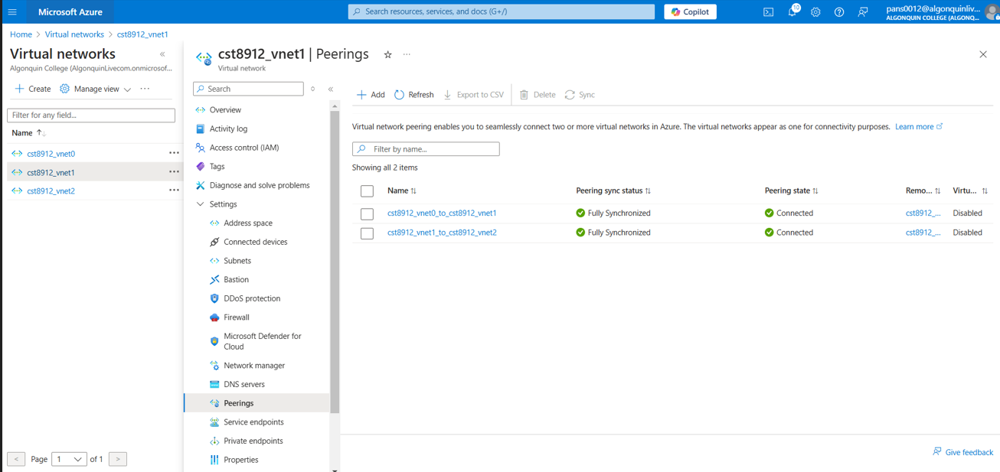 Microsoft Azure
Search resources, services, and docs (G+/)
Copilot
10
pans0012@algonquinliv...
ALGONQUIN COLLEGE (ALGONQ...
Home > Virtual networks > cst8912_vnet1
Virtual networks
Algonquin College (AlgonquinLivecom.onmicrosof...
Create Manage view ...
Filter for any field...
Name
cst8912_vnet0
cst8912_vnet1
cst8912_vnet2
< Page 1 of 1 >
cst8912_vnet1 | Peerings
Virtual network
Search
Overview
Activity log
Access control (IAM)
Tags
Diagnose and solve problems
Settings
Address space
Connected devices
Subnets
Bastion
DDoS protection
Firewall
Microsoft Defender for
Cloud
Network manager
DNS servers
Peerings
Service endpoints
Private endpoints
Properties
Add Refresh Export to CSV Delete Sync
Virtual network peering enables you to seamlessly connect two or more virtual networks in Azure. The virtual networks appear as one for connectivity purposes. Learn more
Filter by name...
Showing all 2 items
Name Peering sync status Peering state Remo... Virtu...
cst8912_vnet0_to_cst8912_vnet1 Fully Synchronized Connected cst8912_... Disabled
cst8912_vnet1_to_cst8912_vnet2 Fully Synchronized Connected cst8912_... Disabled
Give feedback